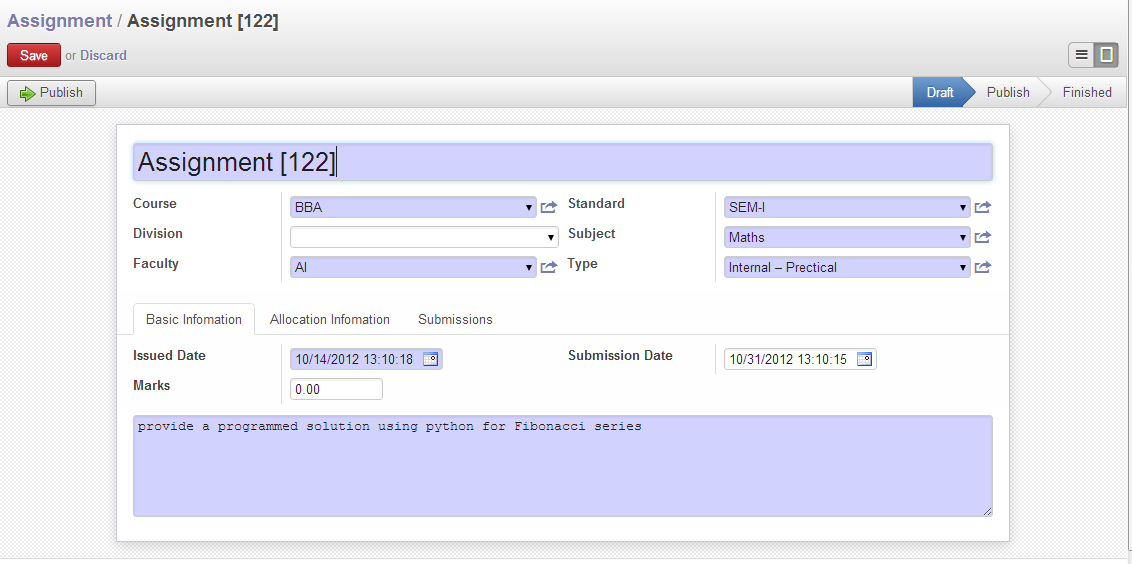 Assignment / Assignment [122]
Save or Discard
Publish
Draft Publish Finished
Assignment [122]
Course BBA Standard SEM-I
Division Subject Maths
Faculty AI Type Internal – Prectical
Basic Infomation Allocation Infomation Submissions
Issued Date 10/14/2012 13:10:18 Submission Date 10/31/2012 13:10:15
Marks 0.00
provide a programmed solution using python for Fibonacci series